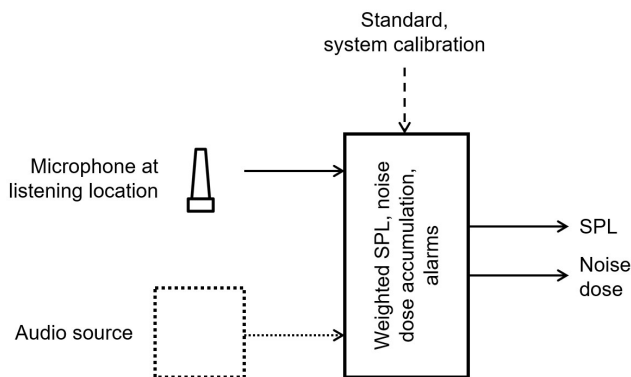 Standard,
system calibration
Microphone at
listening location
Weighted SPL, noise
dose accumulation,
alarms
SPL
Noise
dose
Audio source